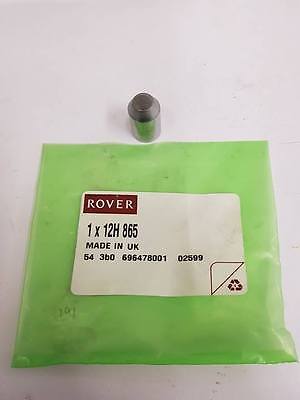 ROVER
1 x 12H 865
MADE IN UK
54 3b0 696478001 02599